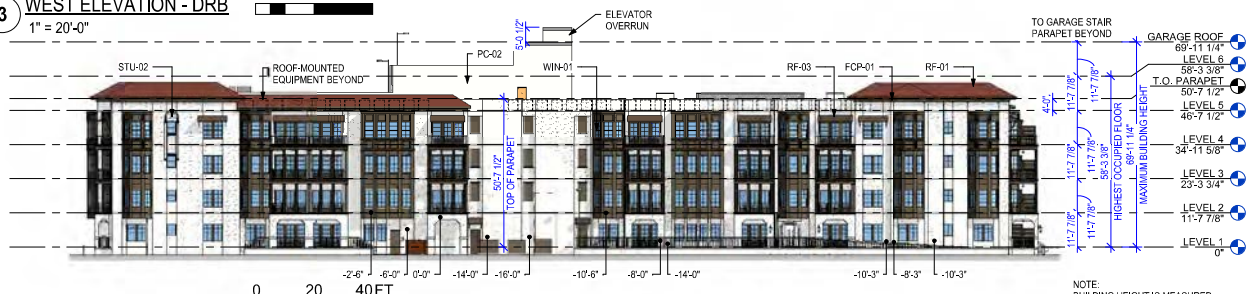 3
WEST ELEVATION - DRB
1" = 20'-0"
ELEVATOR
OVERRUN
5'-0 1/2"
TO GARAGE STAIR
PARAPET BEYOND
GARAGE ROOF
69'-11 1/4"
LEVEL 6
58'-3 3/8"
T.O. PARAPET
50'-7 1/2"
LEVEL 5
46'-7 1/2"
LEVEL 4
34'-11 5/8"
LEVEL 3
23'-3 3/4"
LEVEL 2
11'-7 7/8"
LEVEL 1
0"
STU-02
ROOF-MOUNTED
EQUIPMENT BEYOND
PC-02
WIN-01
RF-03
FCP-01
RF-01
4'-0"
50'-7 1/2"
TOP OF PARAPET
11'-7 7/8"
11'-7 7/8"
11'-7 7/8"
11'-7 7/8"
11'-7 7/8"
11'-7 7/8"
58'-3 3/8"
HIGHEST OCCUPIED FLOOR
69'-11 1/4"
MAXIMUM BUILDING HEIGHT
-2'-6"
-6'-0"
0'-0"
-14'-0"
-16'-0"
-10'-6"
-8'-0"
-14'-0"
-10'-3"
-8'-3"
-10'-3"
0 20 40 FT
NOTE:
BUILDING HEIGHT IS MEASURED